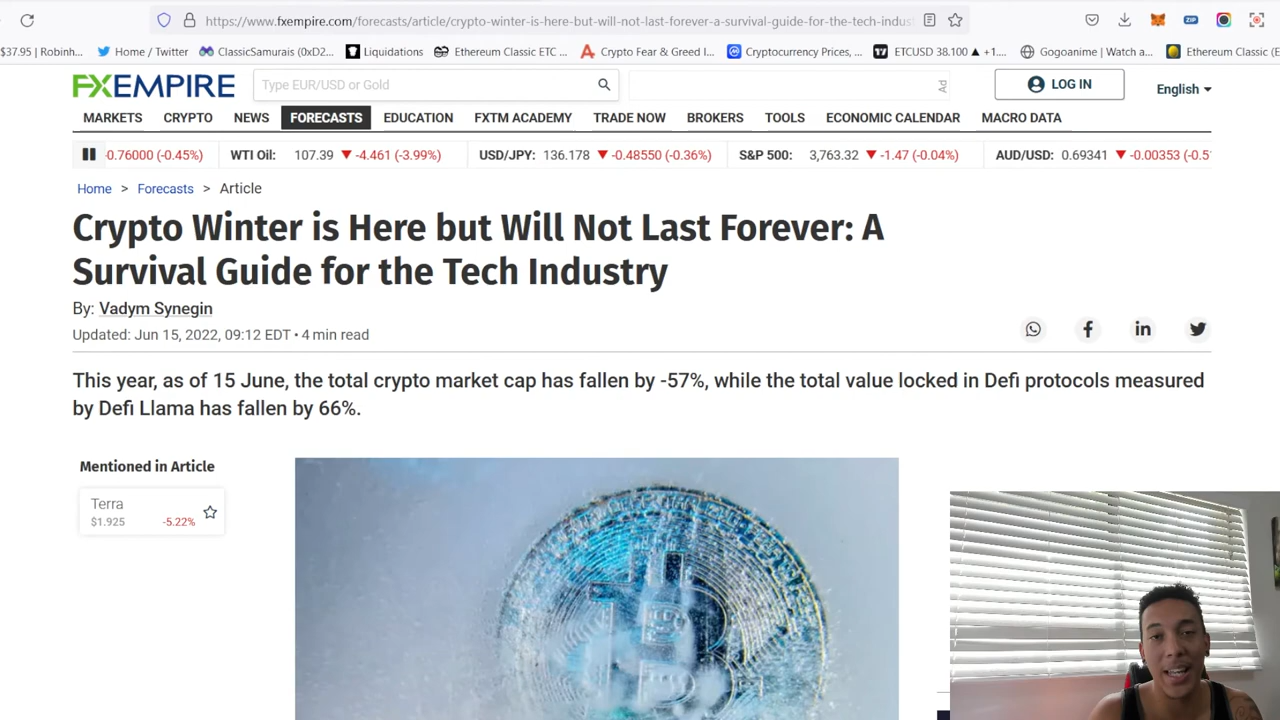 https://www.fxempire.com/forecasts/article/crypto-winter-is-here-but-will-not-last-forever-a-survival-guide-for-the-tech-indust
ZIP
$37.95 | Robinh... Home / Twitter ClassicSamurais (0xD2... Liquidations Ethereum Classic ETC ... Crypto Fear & Greed I... Cryptocurrency Prices, ... ETCUSD 38.100 ▲ +1.... Gogoanime | Watch a... Ethereum Classic (E
FXEMPIRE Type EUR/USD or Gold Ad LOG IN English
MARKETS CRYPTO NEWS FORECASTS EDUCATION FXTM ACADEMY TRADE NOW BROKERS TOOLS ECONOMIC CALENDAR MACRO DATA
-0.76000 (-0.45%) WTI Oil: 107.39 ▼ -4.461 (-3.99%) USD/JPY: 136.178 ▼ -0.48550 (-0.36%) S&P 500: 3,763.32 ▼ -1.47 (-0.04%) AUD/USD: 0.69341 ▼ -0.00353 (-0.5
Home > Forecasts > Article
Crypto Winter is Here but Will Not Last Forever: A
Survival Guide for the Tech Industry
By: Vadym Synegin
Updated: Jun 15, 2022, 09:12 EDT • 4 min read
This year, as of 15 June, the total crypto market cap has fallen by -57%, while the total value locked in Defi protocols measured
by Defi Llama has fallen by 66%.
Mentioned in Article
Terra
$1.925 -5.22%